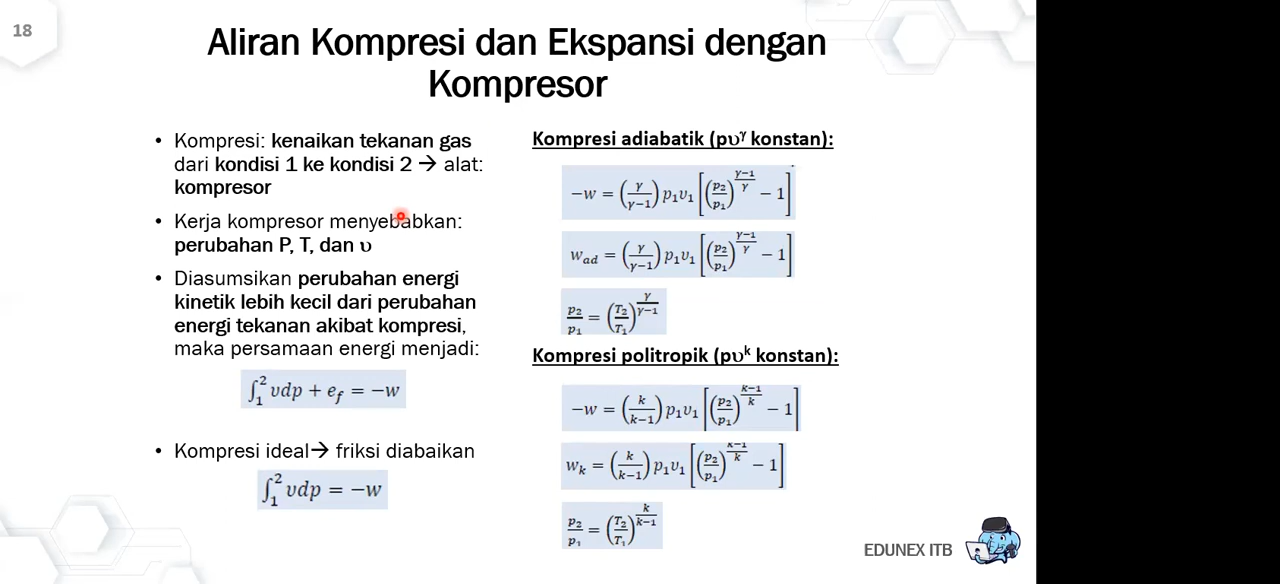 18
Aliran Kompresi dan Ekspansi dengan
Kompresor
• Kompresi: kenaikan tekanan gas
dari kondisi 1 ke kondisi 2 → alat:
kompresor
• Kerja kompresor menyebabkan:
perubahan P, T, dan υ
• Diasumsikan perubahan energi
kinetik lebih kecil dari perubahan
energi tekanan akibat kompresi,
maka persamaan energi menjadi:
∫₁² υdp + e_f = −w
• Kompresi ideal→ friksi diabaikan
∫₁² υdp = −w
Kompresi adiabatik (pυ^γ konstan):
−w = (γ/(γ−1)) p₁υ₁ [(p₂/p₁)^((γ−1)/γ) − 1]
w_ad = (γ/(γ−1)) p₁υ₁ [(p₂/p₁)^((γ−1)/γ) − 1]
p₂/p₁ = (T₂/T₁)^(γ/(γ−1))
Kompresi politropik (pυ^k konstan):
−w = (k/(k−1)) p₁υ₁ [(p₂/p₁)^((k−1)/k) − 1]
w_k = (k/(k−1)) p₁υ₁ [(p₂/p₁)^((k−1)/k) − 1]
p₂/p₁ = (T₂/T₁)^(k/(k−1))
EDUNEX ITB